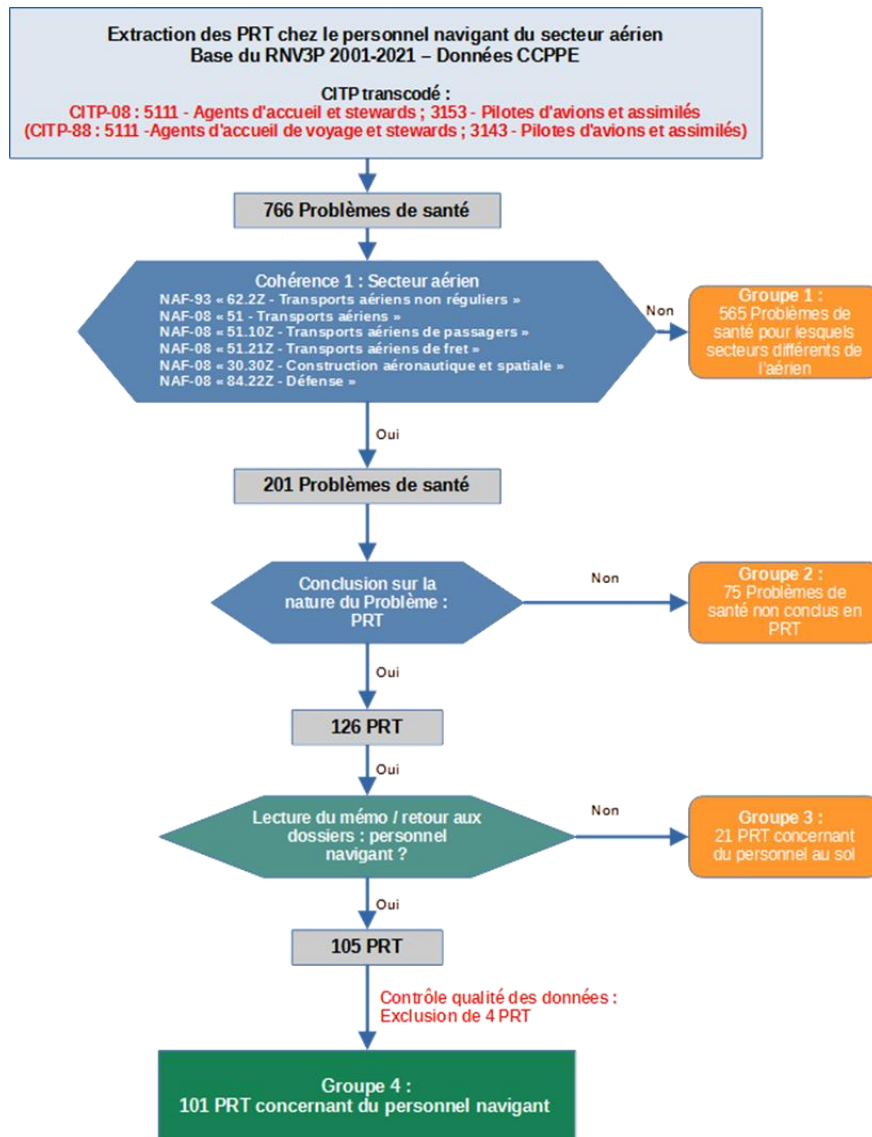 Extraction des PRT chez le personnel navigant du secteur aérien
Base du RNV3P 2001-2021 – Données CCPPE
CITP transcodé :
CITP-08 : 5111 - Agents d'accueil et stewards ; 3153 - Pilotes d'avions et assimilés
(CITP-88 : 5111 -Agents d'accueil de voyage et stewards ; 3143 - Pilotes d'avions et assimilés)
766 Problèmes de santé
Cohérence 1 : Secteur aérien
NAF-93 « 62.2Z - Transports aériens non réguliers »
NAF-08 « 51 - Transports aériens »
NAF-08 « 51.10Z - Transports aériens de passagers »
NAF-08 « 51.21Z - Transports aériens de fret »
NAF-08 « 30.30Z - Construction aéronautique et spatiale »
NAF-08 « 84.22Z - Défense »
Non
Groupe 1 :
565 Problèmes de
santé pour lesquels
secteurs différents de
l'aérien
Oui
201 Problèmes de santé
Conclusion sur la
nature du Problème :
PRT
Non
Groupe 2 :
75 Problèmes de
santé non conclus en
PRT
Oui
126 PRT
Oui
Lecture du mémo / retour aux
dossiers : personnel
navigant ?
Non
Groupe 3 :
21 PRT concernant
du personnel au sol
Oui
105 PRT
Contrôle qualité des données :
Exclusion de 4 PRT
Groupe 4 :
101 PRT concernant du personnel navigant